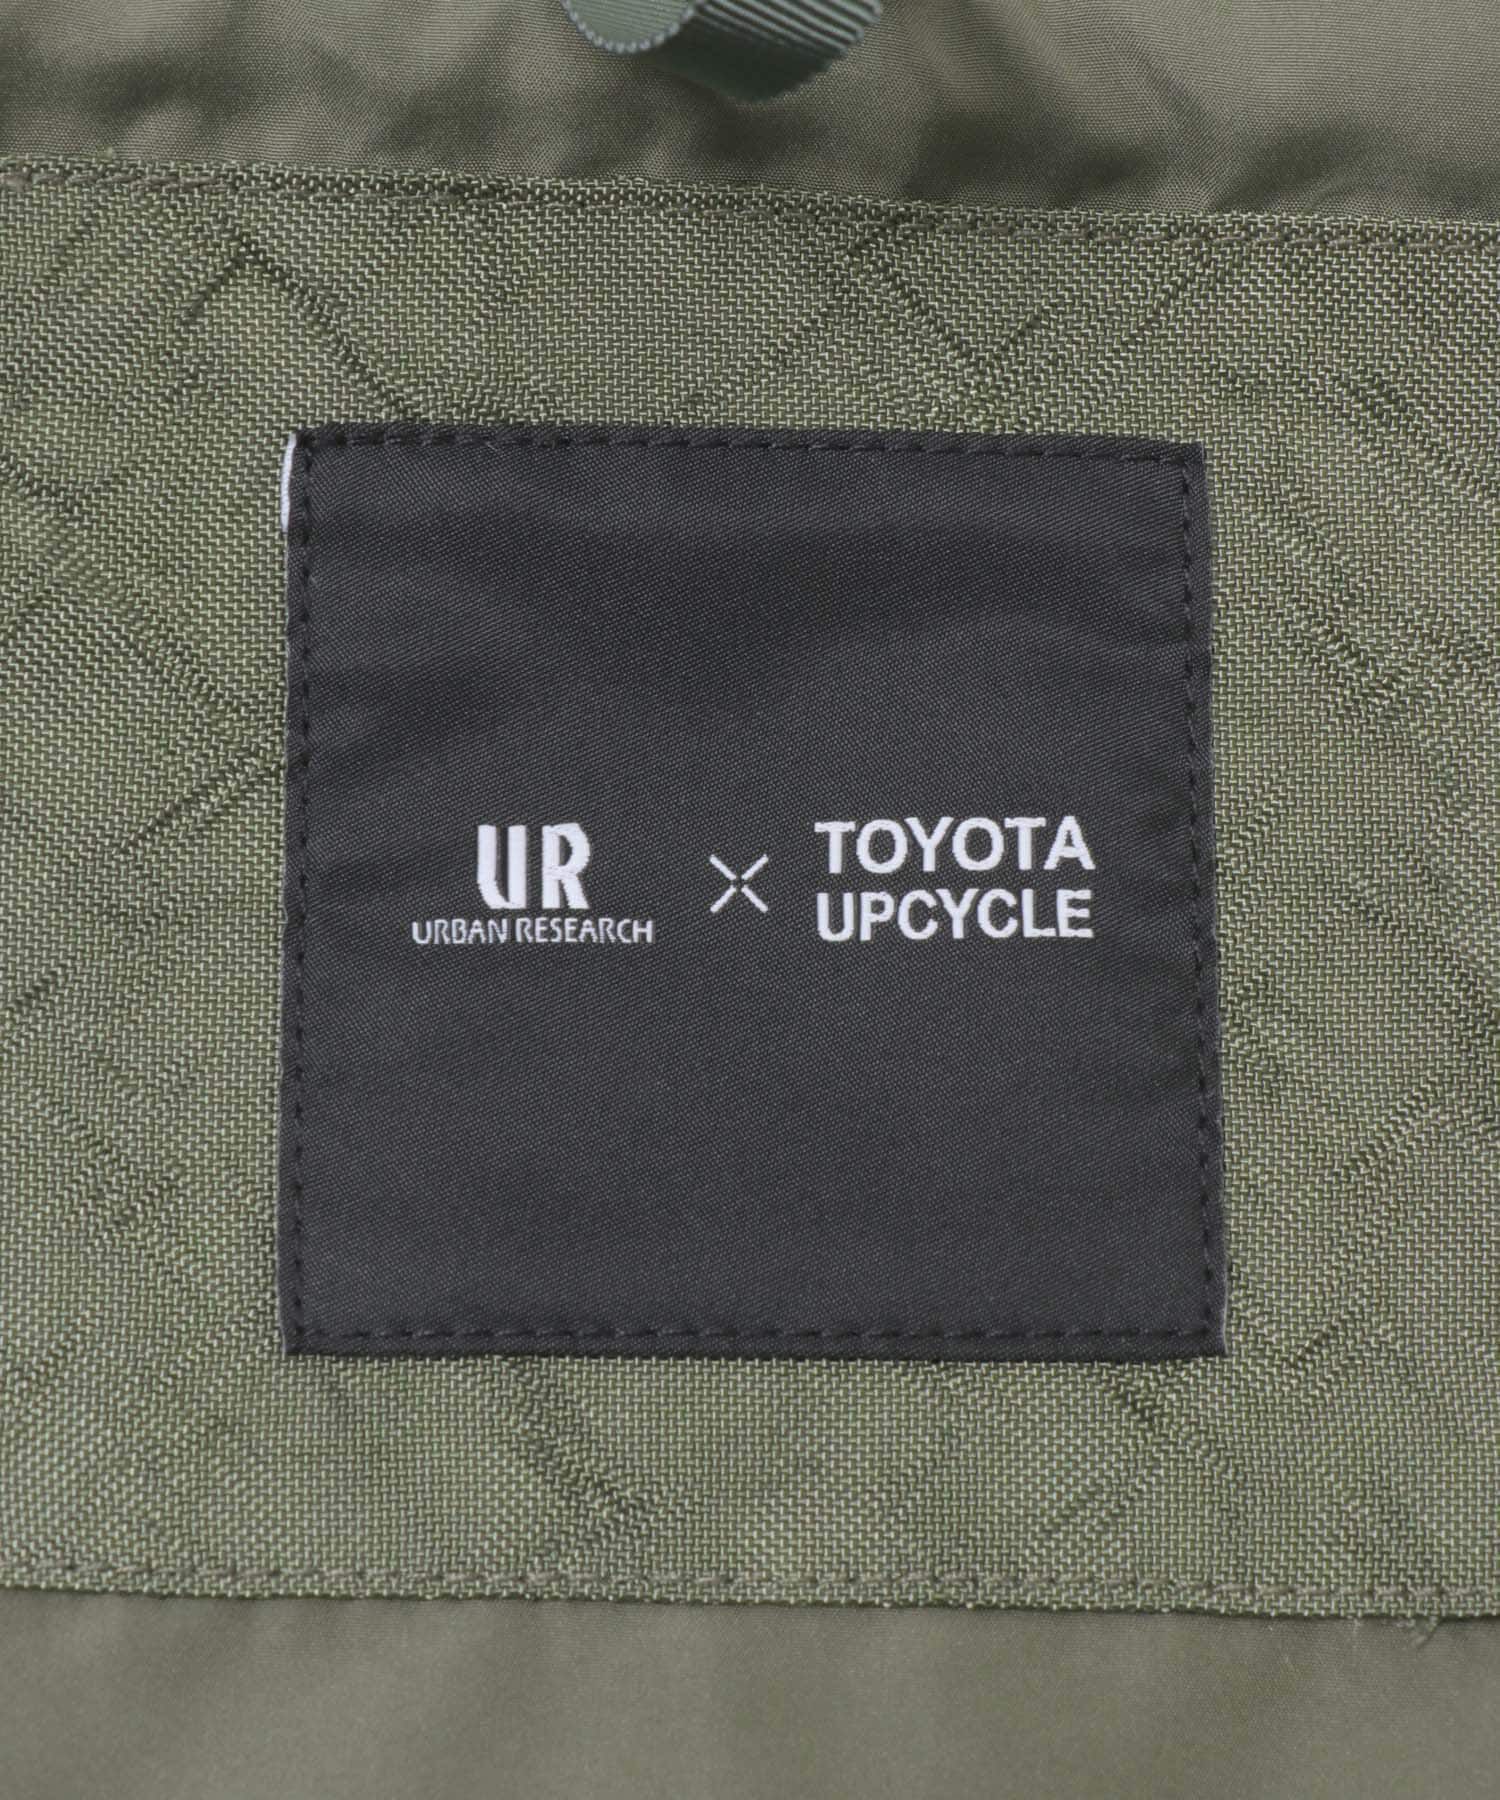 UR
URBAN RESEARCH
×
TOYOTA
UPCYCLE